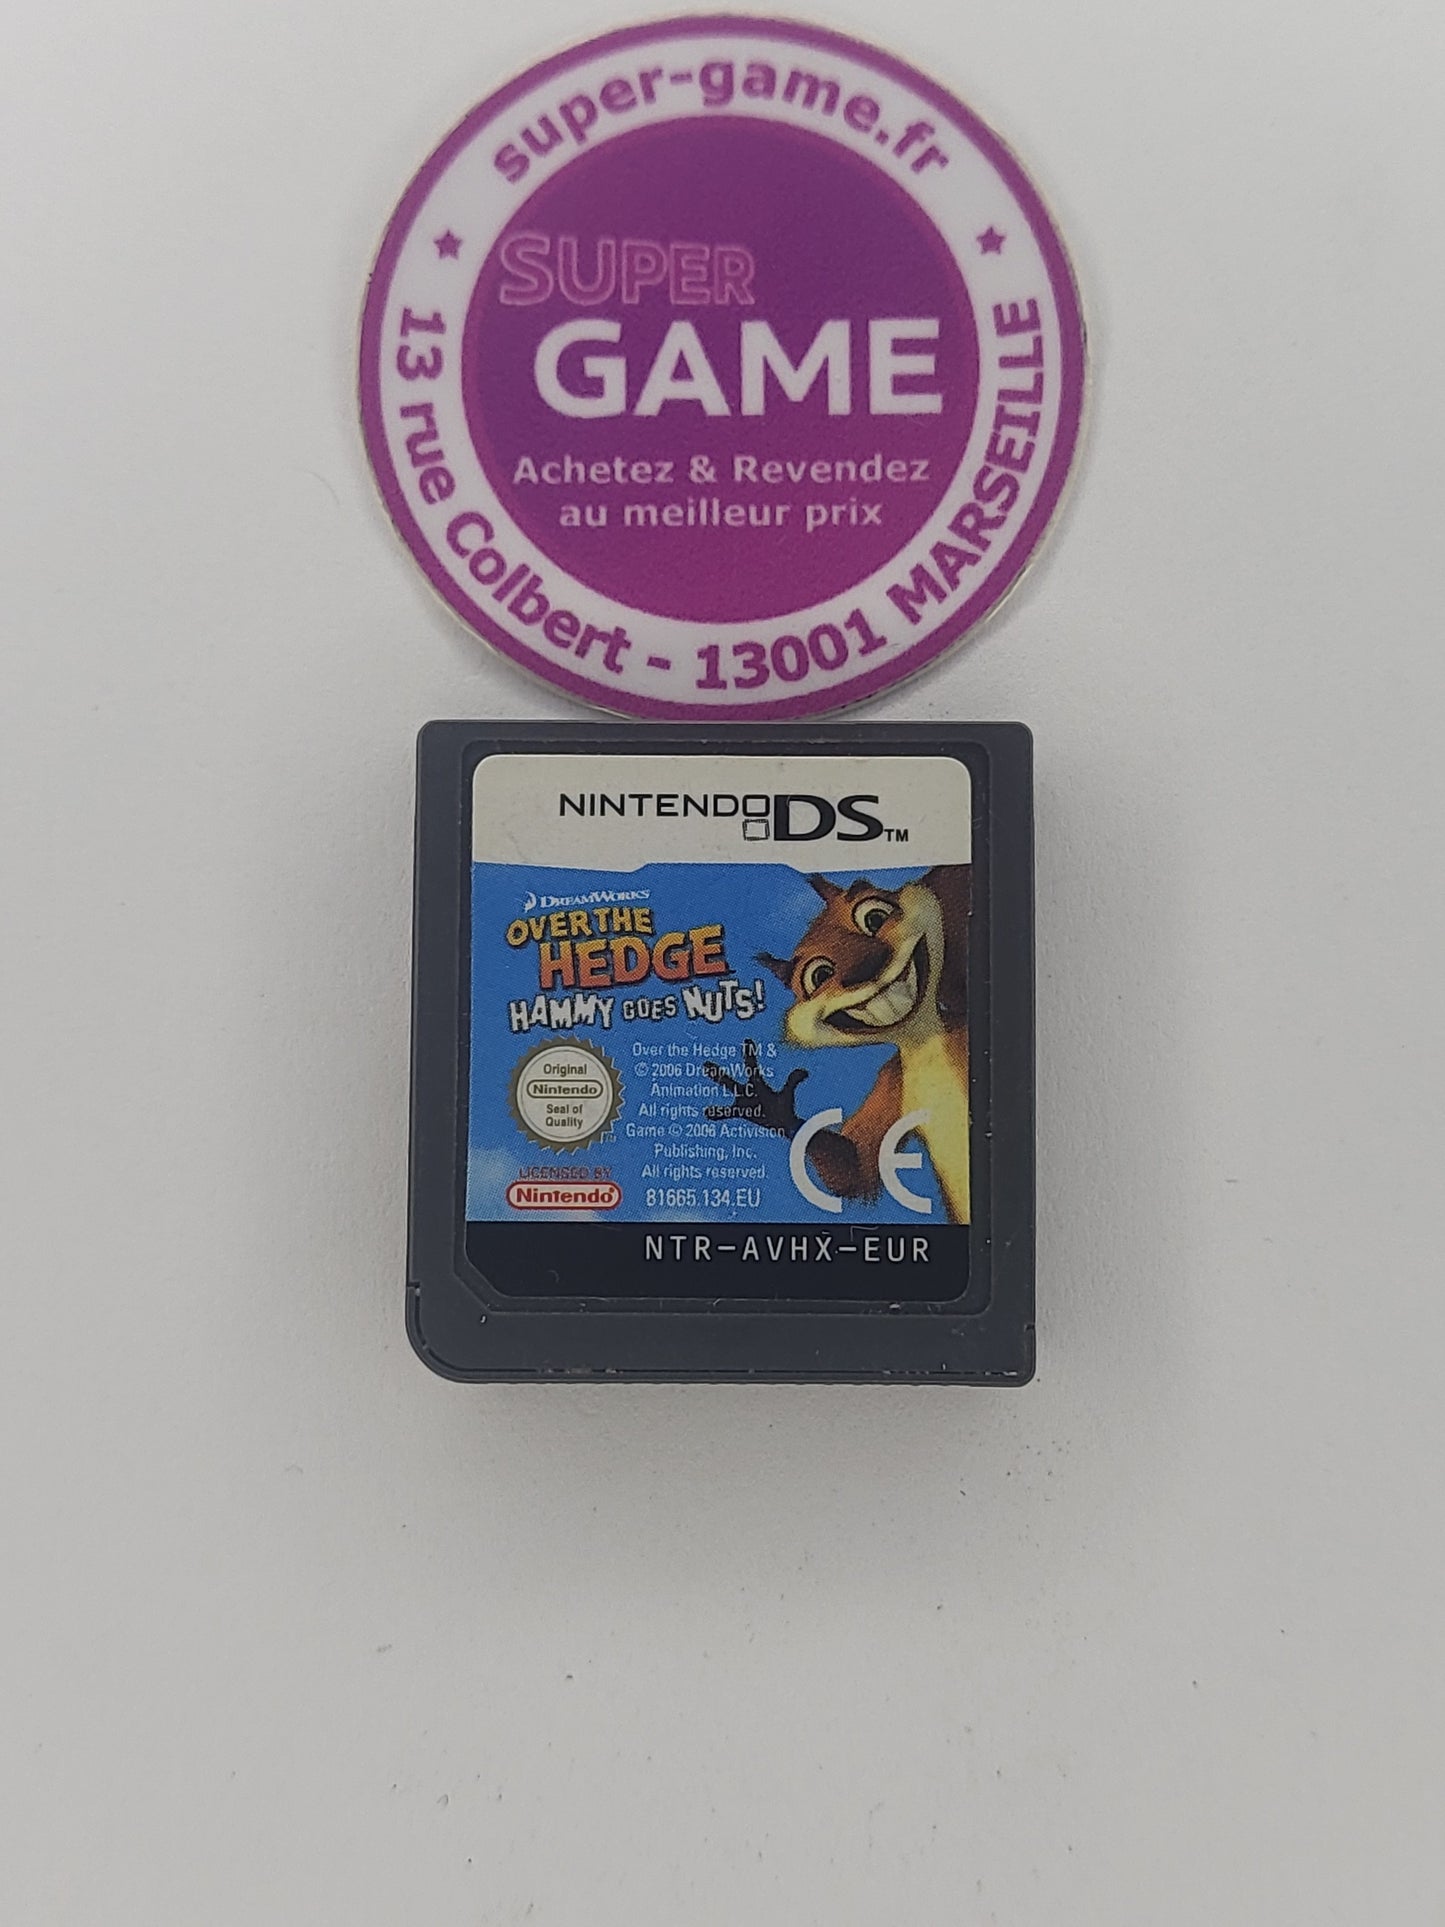 super-game.fr
SUPER
GAME
Achetez & Revendez
au meilleur prix
13 rue Colbert - 13001 MARSEILLE
NINTENDO DS TM
DREAMWORKS
OVER THE
HEDGE
HAMMY GOES NUTS!
Over the Hedge TM &
© 2006 DreamWorks
Animation L.L.C.
All rights reserved.
Game © 2006 Activision
Publishing, Inc.
All rights reserved.
81665.134.EU
Original
Nintendo
Seal of
Quality
LICENSED BY
Nintendo®
CE
NTR-AVHX-EUR